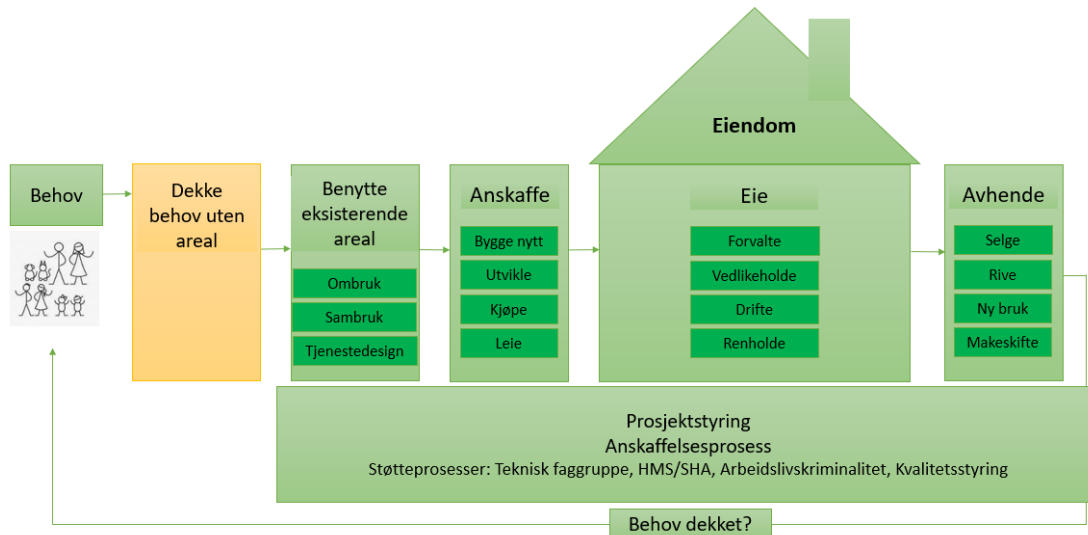 Eiendom
Behov
Dekke
behov uten
areal
Benytte
eksisterende
areal
Ombruk
Sambruk
Tjenestedesign
Anskaffe
Bygge nytt
Utvikle
Kjøpe
Leie
Eie
Forvalte
Vedlikeholde
Drifte
Renholde
Avhende
Selge
Rive
Ny bruk
Makeskifte
Prosjektstyring
Anskaffelsesprosess
Støtteprosesser: Teknisk faggruppe, HMS/SHA, Arbeidslivskriminalitet, Kvalitetsstyring
Behov dekket?